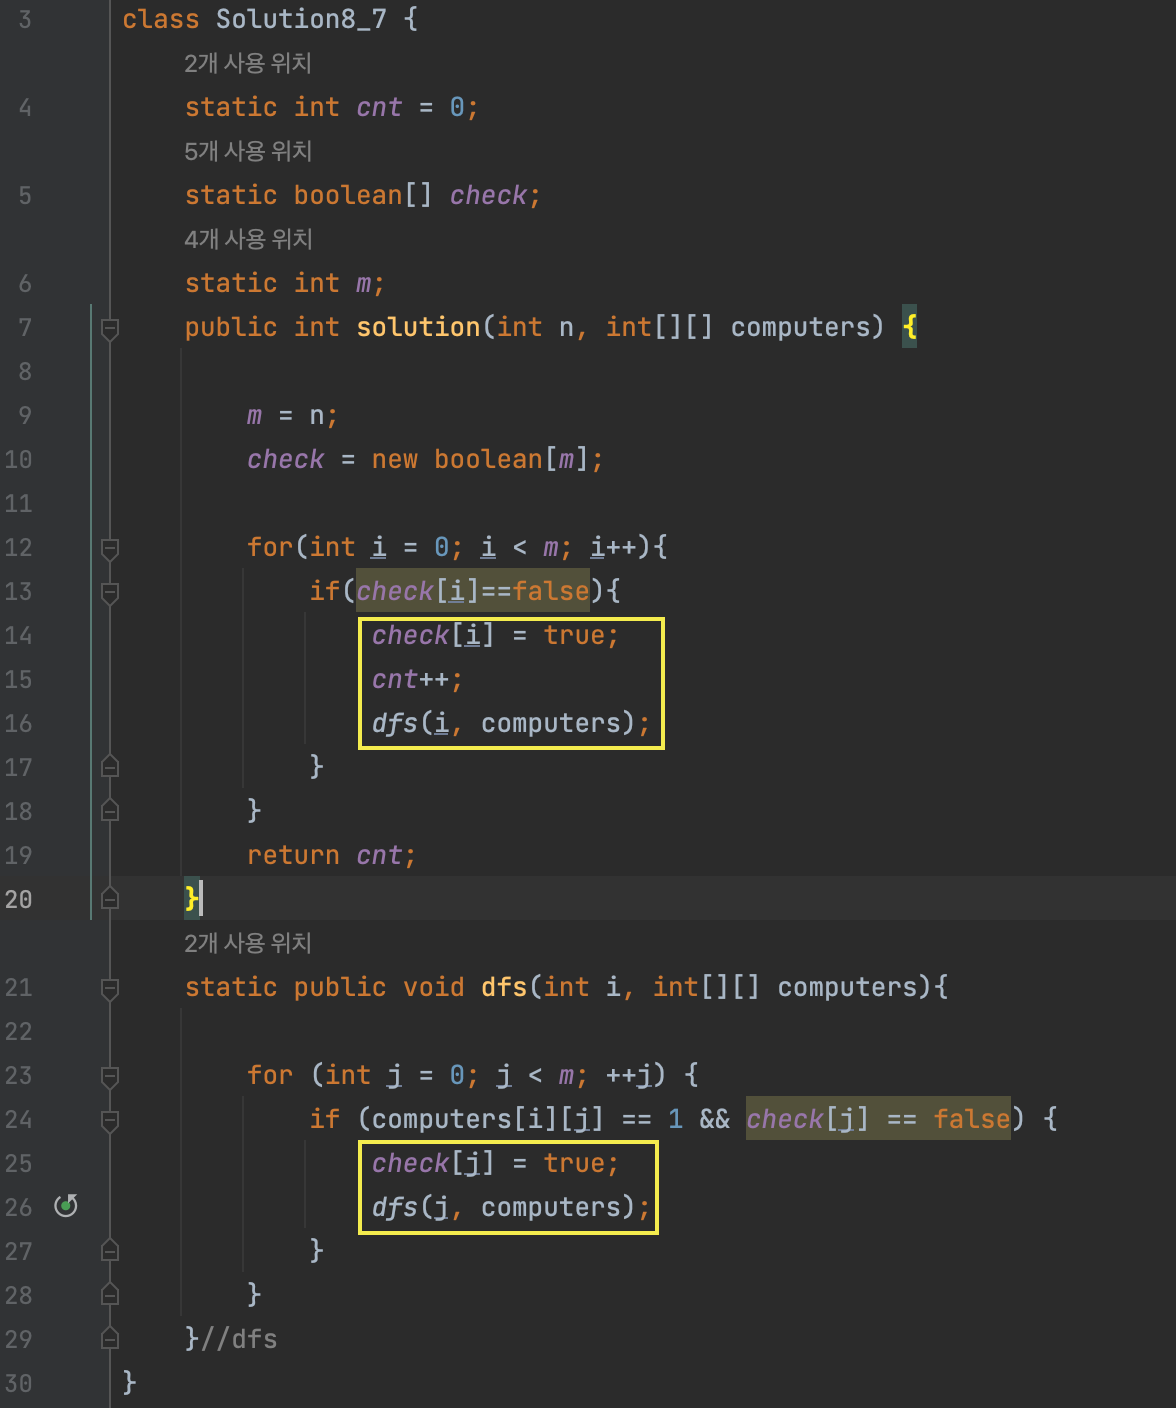 3 class Solution8_7 {
2개 사용 위치
4 static int cnt = 0;
5개 사용 위치
5 static boolean[] check;
4개 사용 위치
6 static int m;
7 public int solution(int n, int[][] computers) {
8
9 m = n;
10 check = new boolean[m];
11
12 for(int i = 0; i < m; i++){
13 if(check[i]==false){
14 check[i] = true;
15 cnt++;
16 dfs(i, computers);
17 }
18 }
19 return cnt;
20 }
2개 사용 위치
21 static public void dfs(int i, int[][] computers){
22
23 for (int j = 0; j < m; ++j) {
24 if (computers[i][j] == 1 && check[j] == false) {
25 check[j] = true;
26 dfs(j, computers);
27 }
28 }
29 }//dfs
30 }